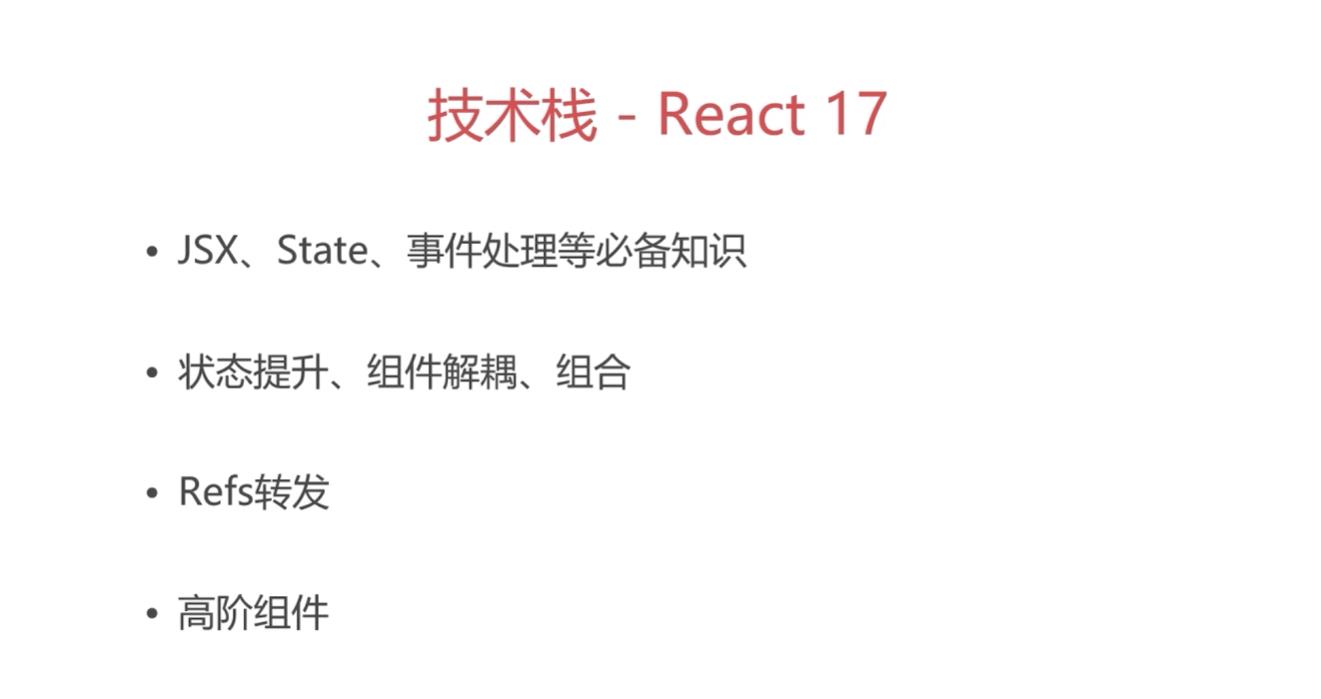 技术栈 - React 17
• JSX、State、事件处理等必备知识
• 状态提升、组件解耦、组合
• Refs转发
• 高阶组件